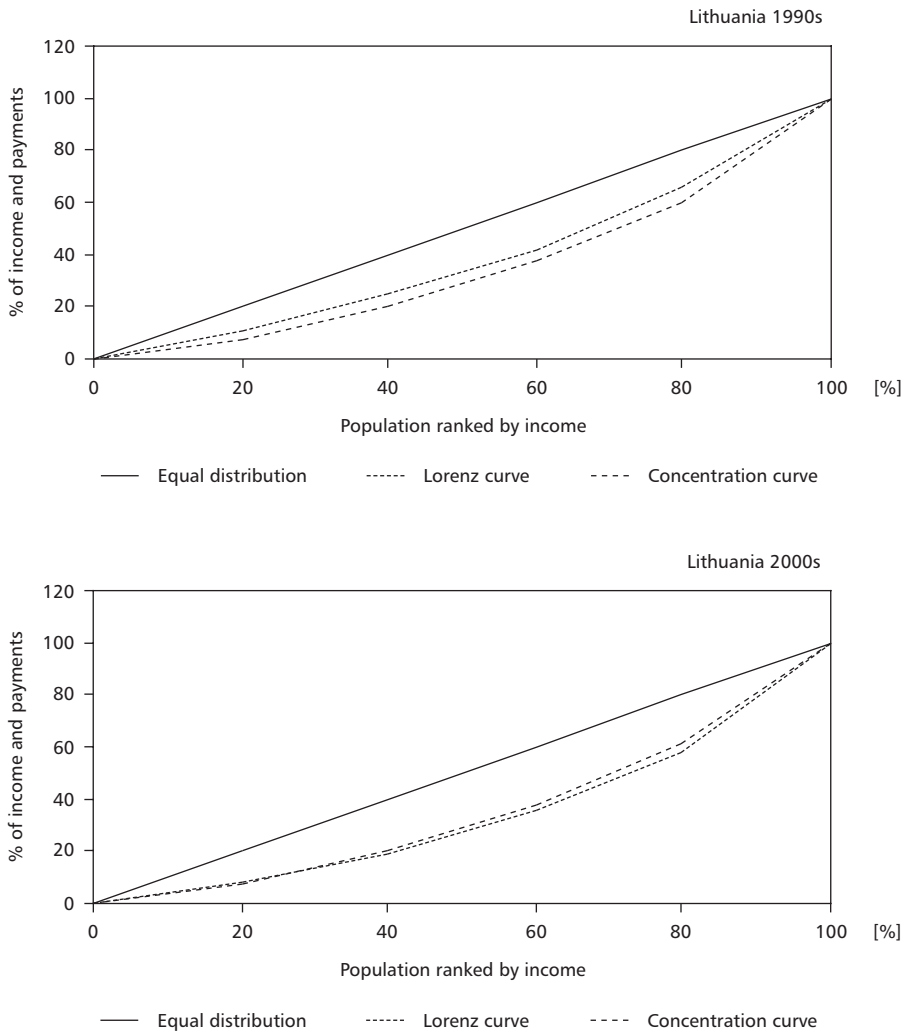 Lithuania 1990s
120
100
80
60
40
20
0
% of income and payments
0 20 40 60 80 100 [%]
Population ranked by income
Equal distribution Lorenz curve Concentration curve
Lithuania 2000s
120
100
80
60
40
20
0
% of income and payments
0 20 40 60 80 100 [%]
Population ranked by income
Equal distribution Lorenz curve Concentration curve